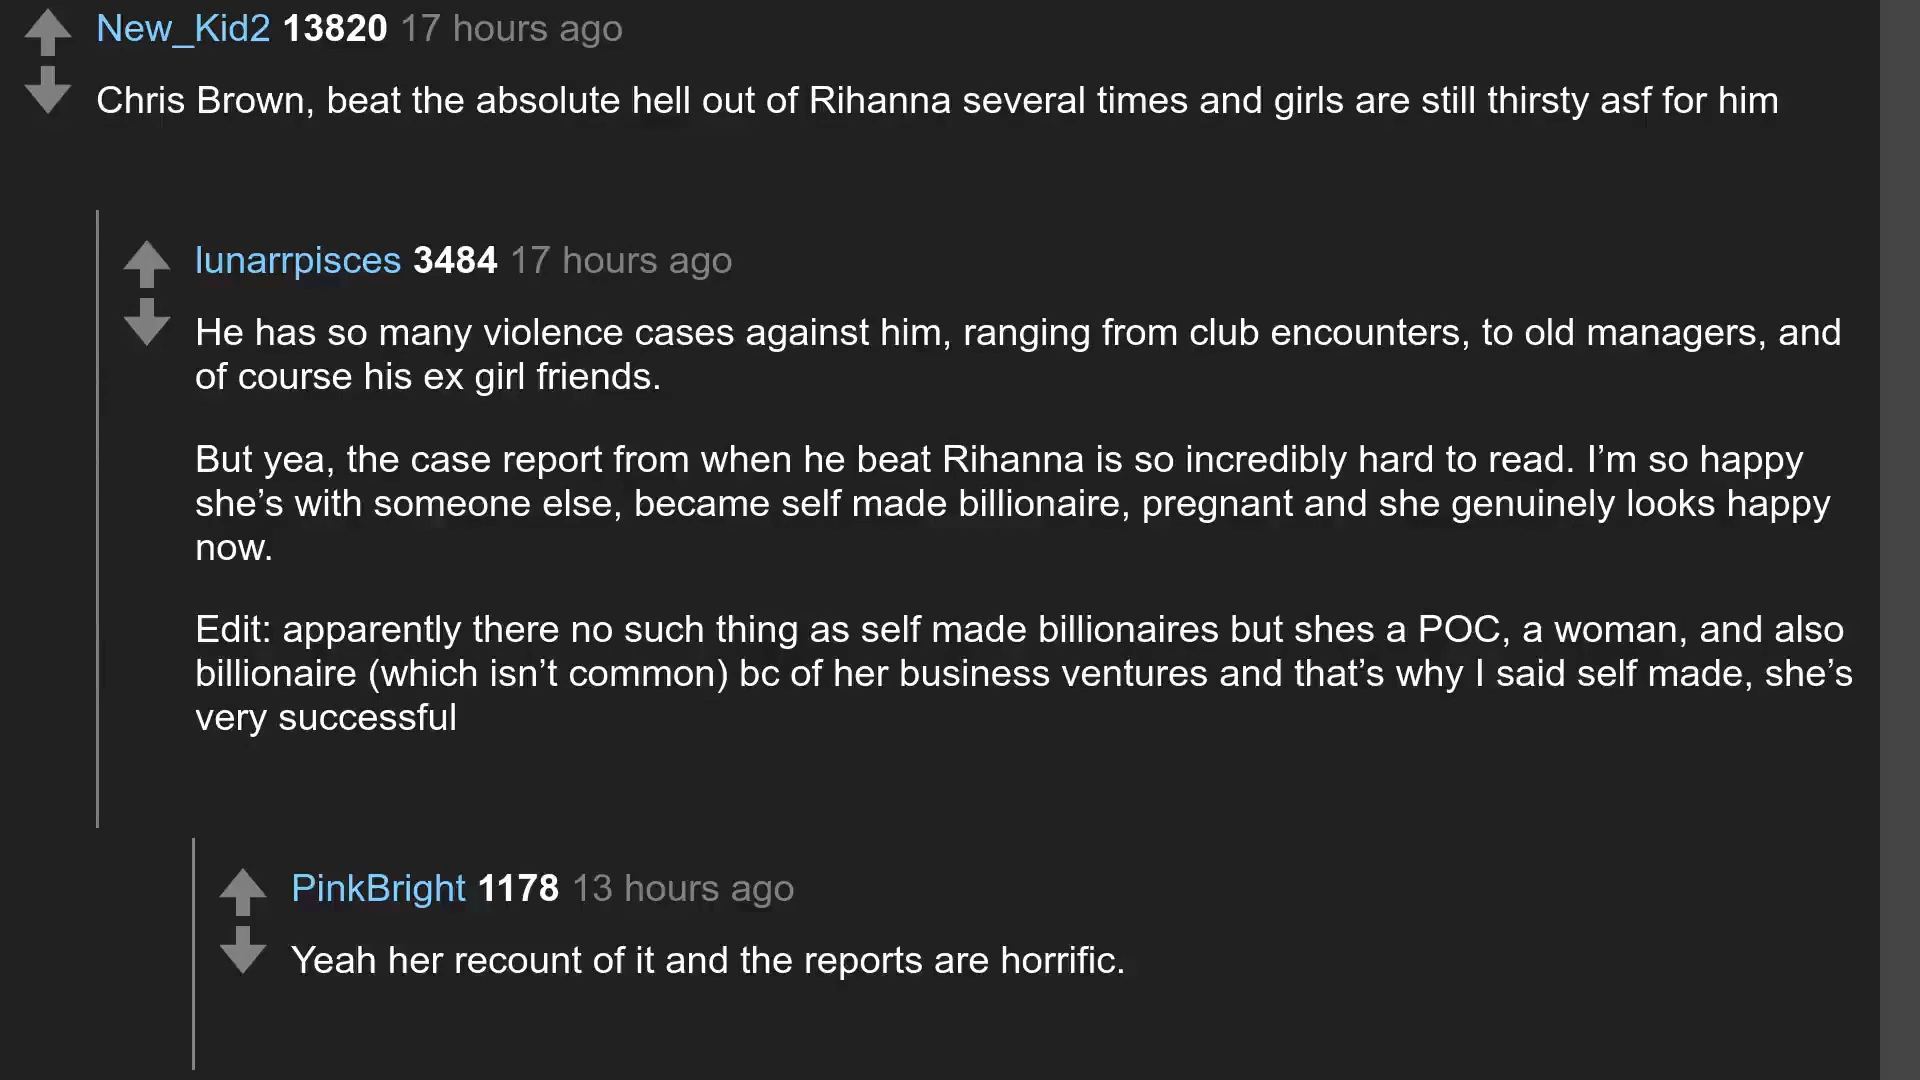 New_Kid2 13820 17 hours ago
Chris Brown, beat the absolute hell out of Rihanna several times and girls are still thirsty asf for him
lunarrpisces 3484 17 hours ago
He has so many violence cases against him, ranging from club encounters, to old managers, and
of course his ex girl friends.
But yea, the case report from when he beat Rihanna is so incredibly hard to read. I’m so happy
she’s with someone else, became self made billionaire, pregnant and she genuinely looks happy
now.
Edit: apparently there no such thing as self made billionaires but shes a POC, a woman, and also
billionaire (which isn’t common) bc of her business ventures and that’s why I said self made, she’s
very successful
PinkBright 1178 13 hours ago
Yeah her recount of it and the reports are horrific.